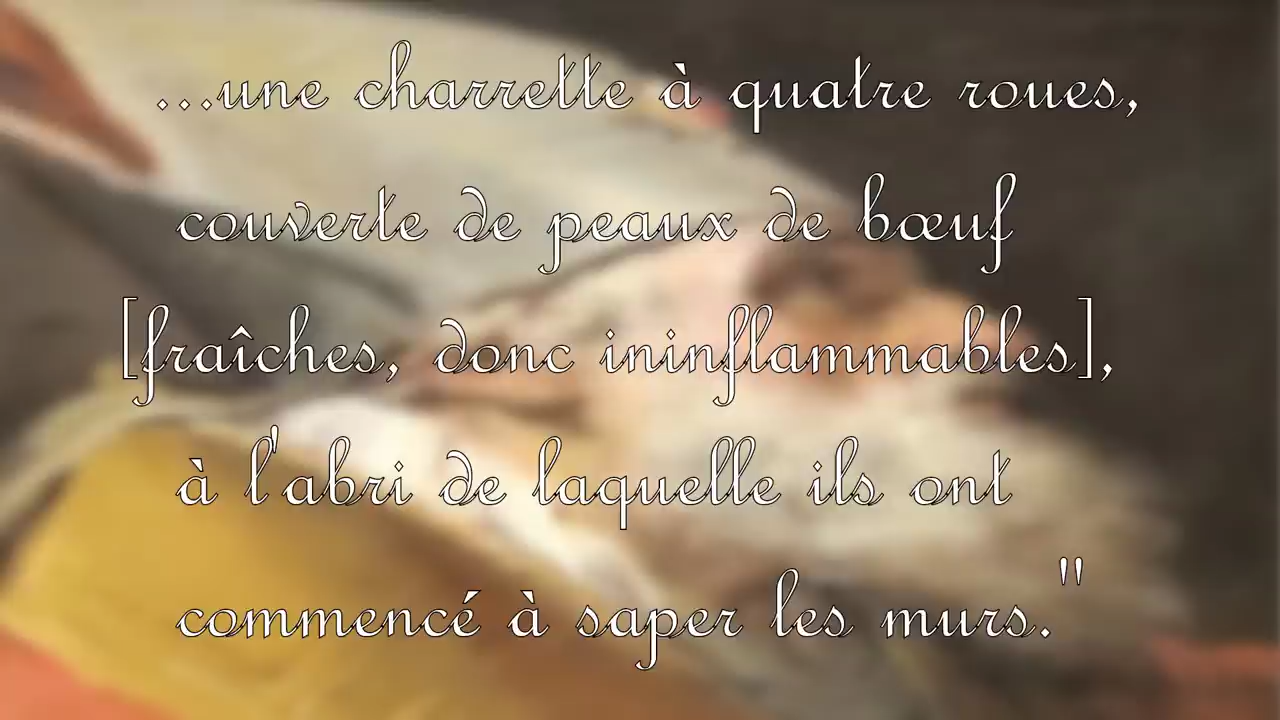 ...une charrette à quatre roues,
couverte de peaux de bœuf
[fraîches, donc ininflammables],
à l'abri de laquelle ils ont
commencé à saper les murs."